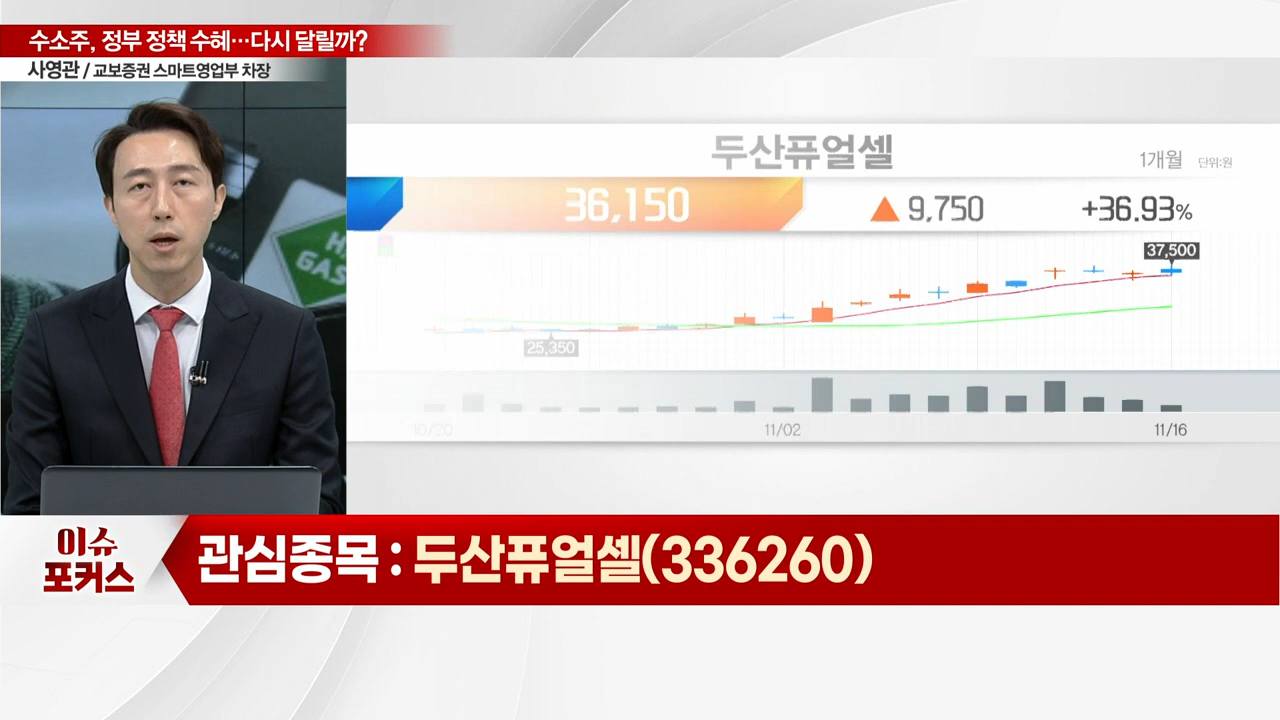 수소주, 정부 정책 수혜…다시 달릴까?
사영관 / 교보증권 스마트영업부 차장
두산퓨얼셀
1개월 단위:원
36,150 ▲ 9,750 +36.93%
37,500
25,350
10/20 11/02 11/16
H
GAS
이슈
포커스
관심종목 : 두산퓨얼셀(336260)